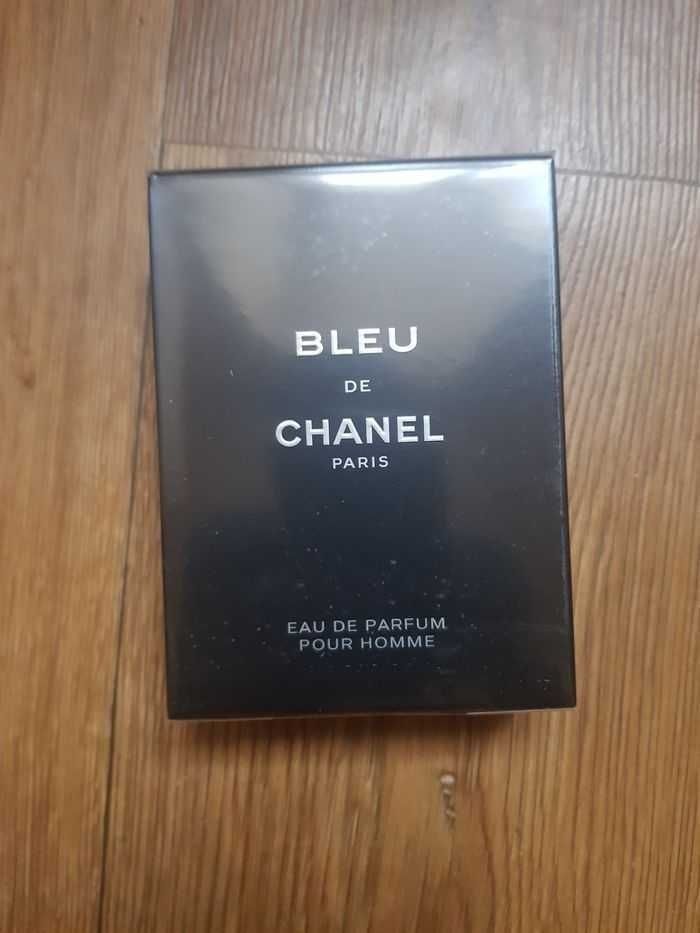 BLEU
DE
CHANEL
PARIS
EAU DE PARFUM
POUR HOMME